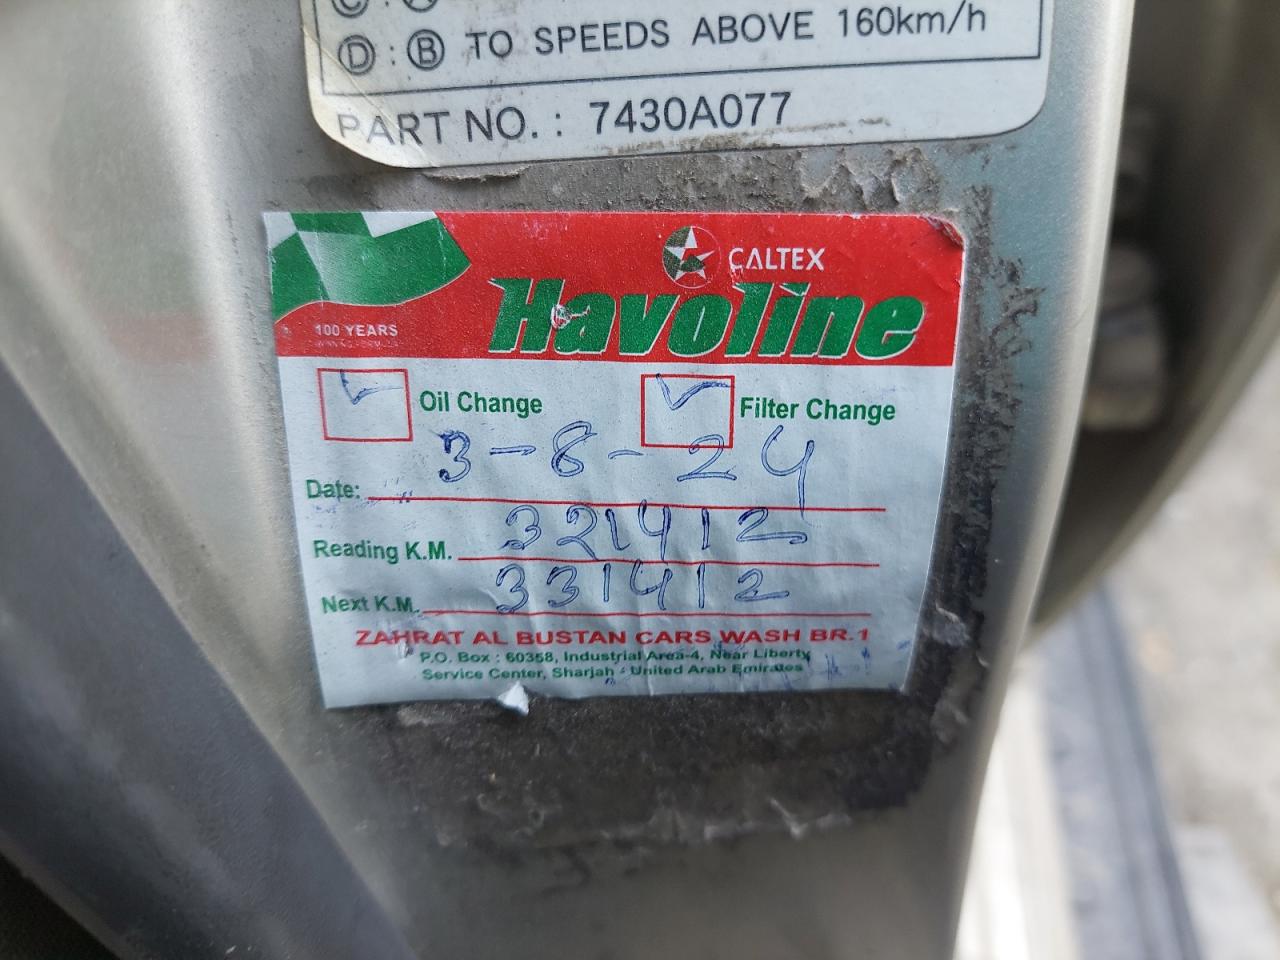 Ⓓ : Ⓑ TO SPEEDS ABOVE 160km/h
PART NO. : 7430A077
CALTEX
Havoline
100 YEARS
Oil Change Filter Change
Date: 3-8-24
Reading K.M. 321412
Next K.M. 331412
ZAHRAT AL BUSTAN CARS WASH BR.1
P.O. Box : 60358, Industrial Area-4, Near Liberty
Service Center, Sharjah - United Arab Emirates